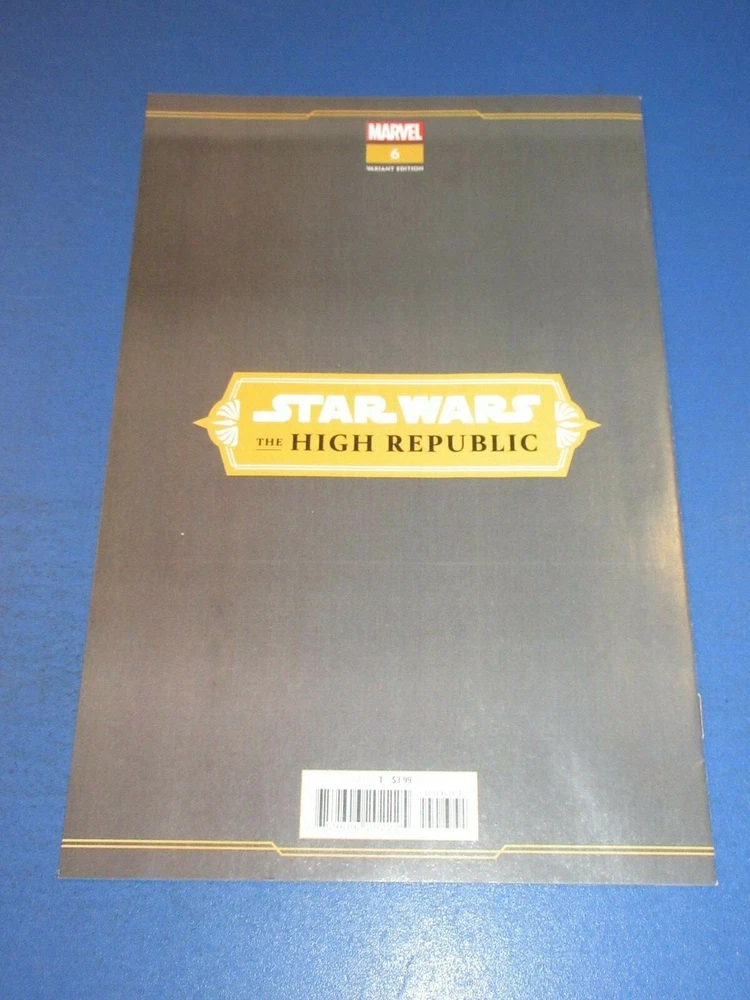 MARVEL
6
VARIANT EDITION
STAR WARS
THE HIGH REPUBLIC
T $3.99